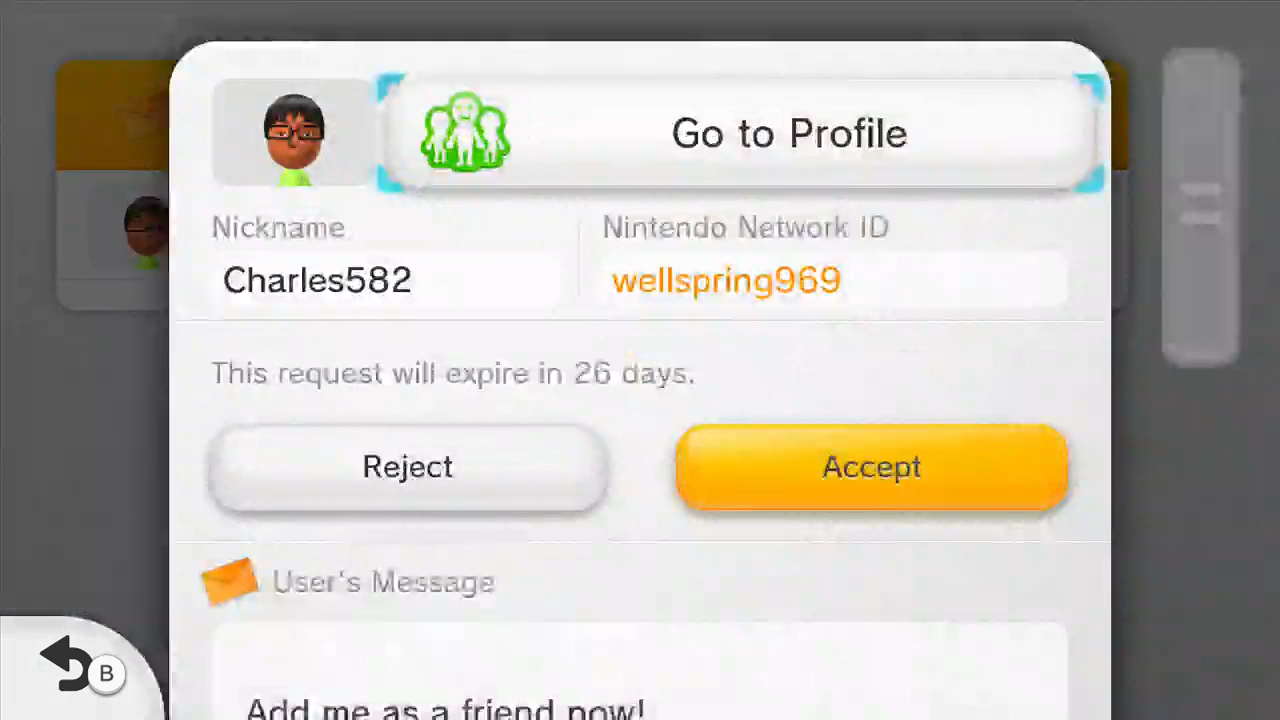 Go to Profile
Nickname
Nintendo Network ID
Charles582
wellspring969
This request will expire in 26 days.
Reject
Accept
User's Message
Add me as a friend now!
B